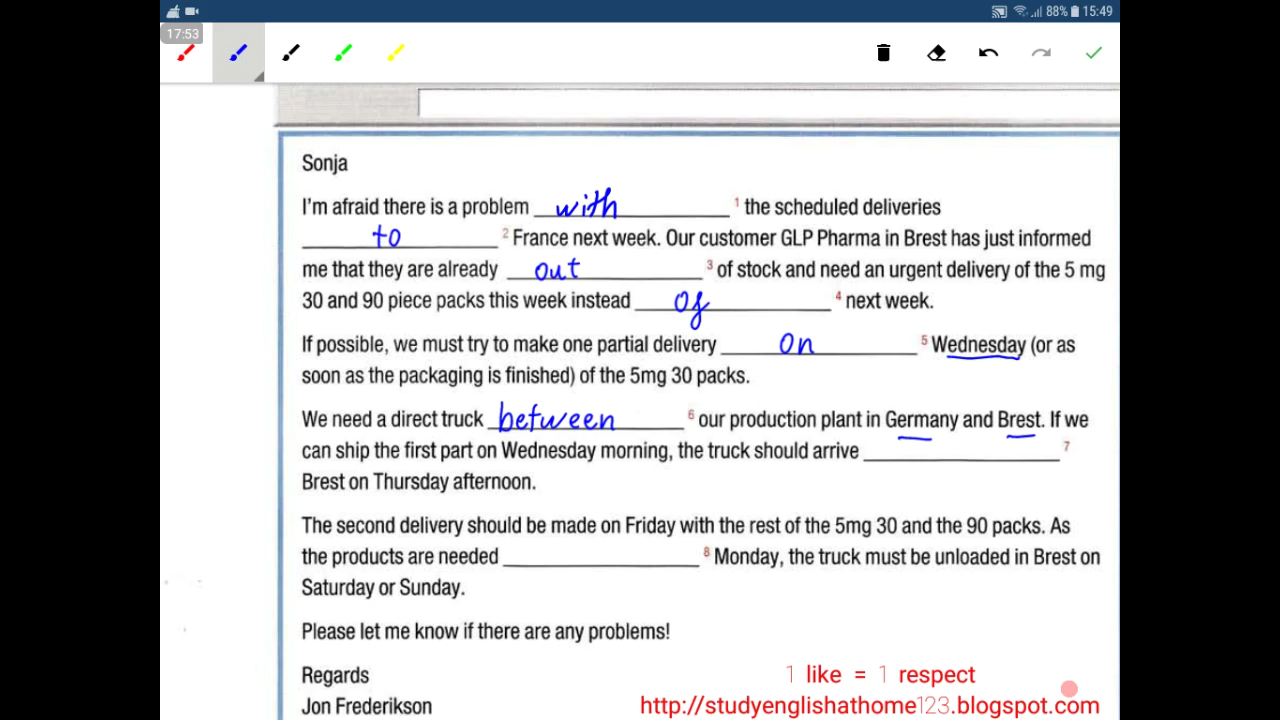 88% 15:49
17:53
Sonja
I'm afraid there is a problem with 1 the scheduled deliveries
to 2 France next week. Our customer GLP Pharma in Brest has just informed
me that they are already out 3 of stock and need an urgent delivery of the 5 mg
30 and 90 piece packs this week instead of 4 next week.
If possible, we must try to make one partial delivery on 5 Wednesday (or as
soon as the packaging is finished) of the 5mg 30 packs.
We need a direct truck between 6 our production plant in Germany and Brest. If we
can ship the first part on Wednesday morning, the truck should arrive ____ 7
Brest on Thursday afternoon.
The second delivery should be made on Friday with the rest of the 5mg 30 and the 90 packs. As
the products are needed ____ 8 Monday, the truck must be unloaded in Brest on
Saturday or Sunday.
Please let me know if there are any problems!
Regards
Jon Frederikson
1 like = 1 respect
http://studyenglishathome123.blogspot.com